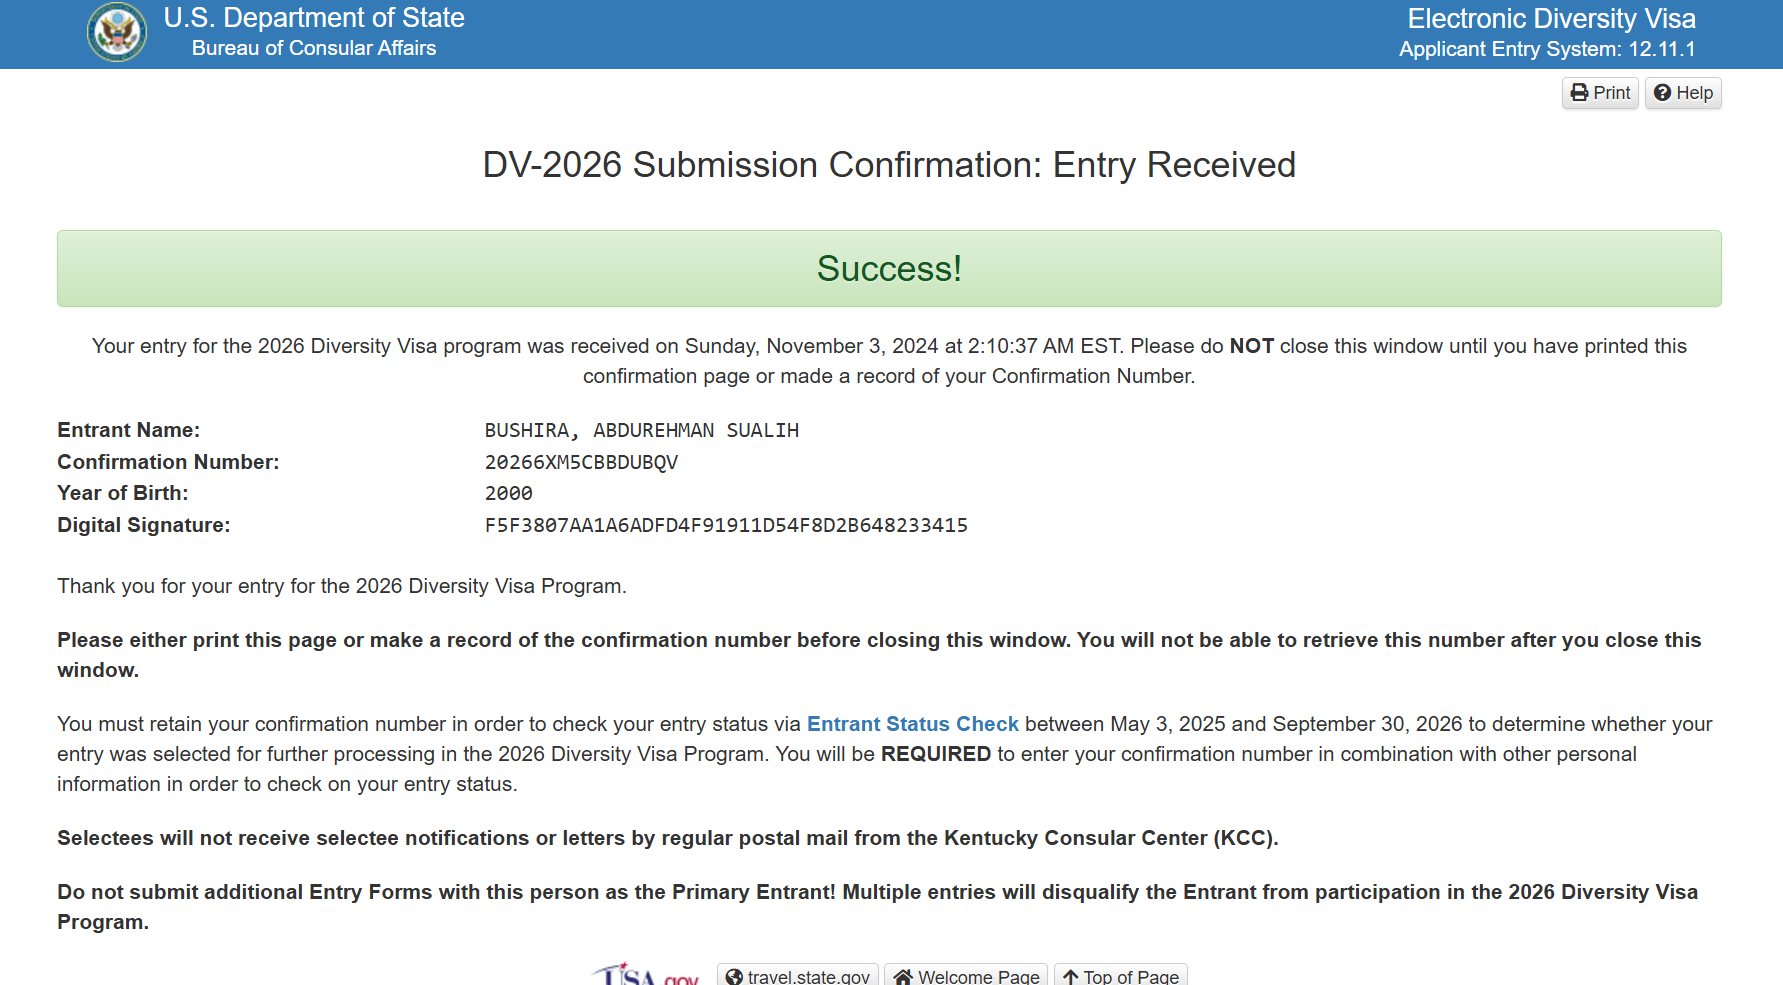 U.S. Department of State
Bureau of Consular Affairs
Electronic Diversity Visa
Applicant Entry System: 12.11.1
Print
Help
DV-2026 Submission Confirmation: Entry Received
Success!
Your entry for the 2026 Diversity Visa program was received on Sunday, November 3, 2024 at 2:10:37 AM EST. Please do NOT close this window until you have printed this
confirmation page or made a record of your Confirmation Number.
Entrant Name: BUSHIRA, ABDUREHMAN SUALIH
Confirmation Number: 20266XM5CBBDUBQV
Year of Birth: 2000
Digital Signature: F5F3807AA1A6ADFD4F91911D54F8D2B648233415
Thank you for your entry for the 2026 Diversity Visa Program.
Please either print this page or make a record of the confirmation number before closing this window. You will not be able to retrieve this number after you close this
window.
You must retain your confirmation number in order to check your entry status via Entrant Status Check between May 3, 2025 and September 30, 2026 to determine whether your
entry was selected for further processing in the 2026 Diversity Visa Program. You will be REQUIRED to enter your confirmation number in combination with other personal
information in order to check on your entry status.
Selectees will not receive selectee notifications or letters by regular postal mail from the Kentucky Consular Center (KCC).
Do not submit additional Entry Forms with this person as the Primary Entrant! Multiple entries will disqualify the Entrant from participation in the 2026 Diversity Visa
Program.
USA.gov
travel.state.gov
Welcome Page
Top of Page